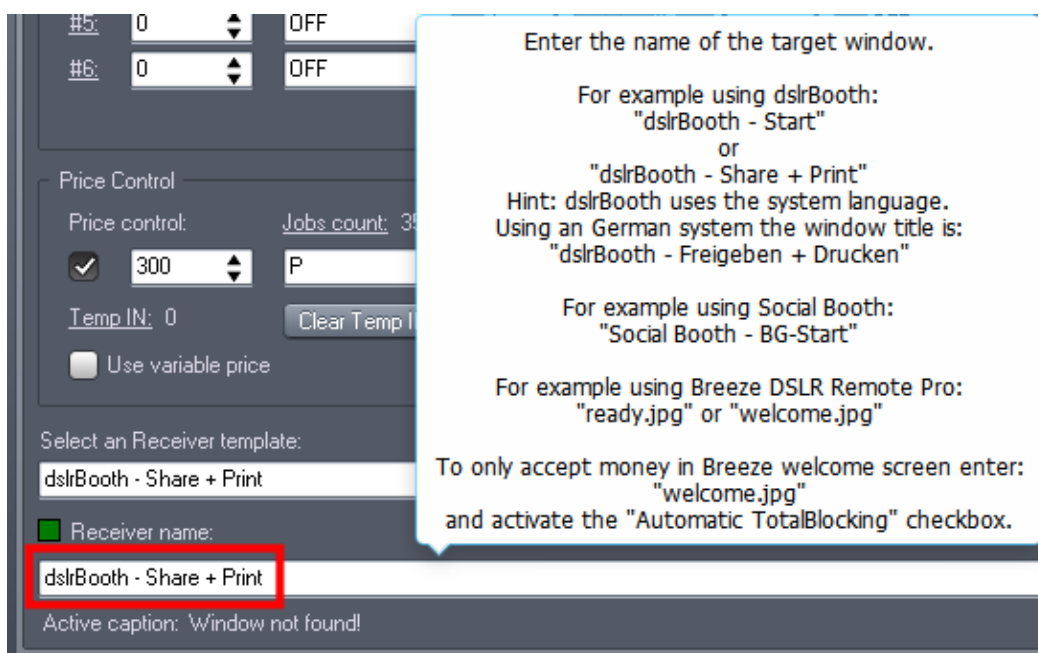 #5: 0 OFF
#6: 0 OFF
Price Control
Price control: Jobs count: 35
300 P
Temp IN: 0 Clear Temp I
Use variable price
Select an Receiver template:
dslrBooth - Share + Print
Receiver name:
dslrBooth - Share + Print
Active caption: Window not found!
Enter the name of the target window.
For example using dslrBooth:
"dslrBooth - Start"
or
"dslrBooth - Share + Print"
Hint: dslrBooth uses the system language.
Using an German system the window title is:
"dslrBooth - Freigeben + Drucken"
For example using Social Booth:
"Social Booth - BG-Start"
For example using Breeze DSLR Remote Pro:
"ready.jpg" or "welcome.jpg"
To only accept money in Breeze welcome screen enter:
"welcome.jpg"
and activate the "Automatic TotalBlocking" checkbox.